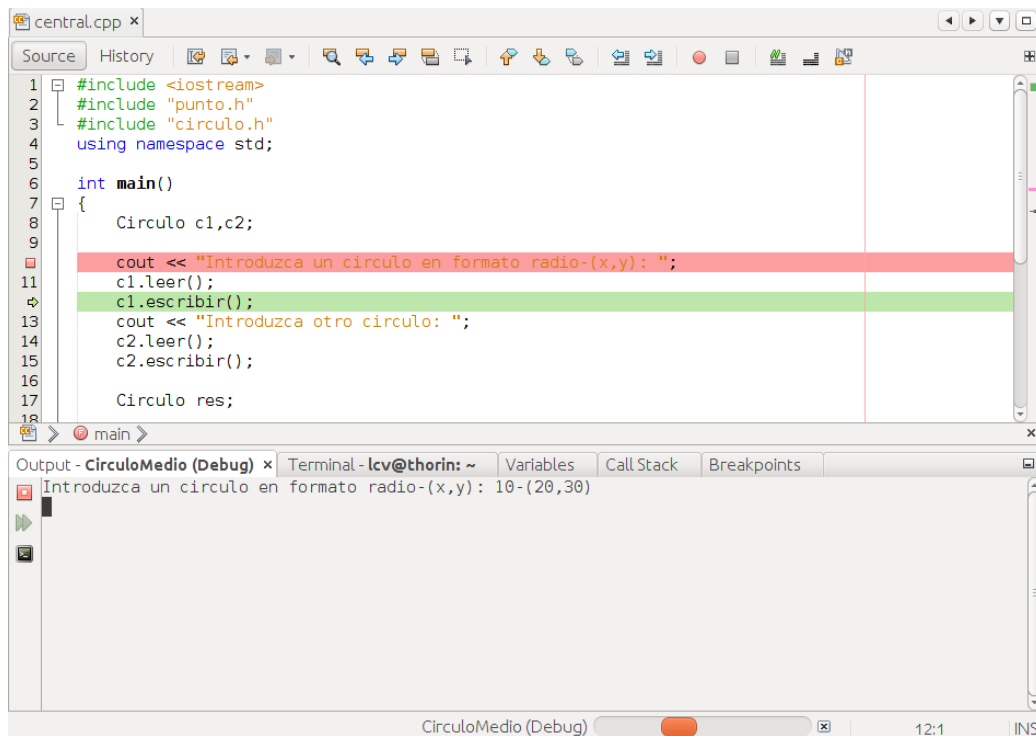 central.cpp ×
Source History
1 #include <iostream>
2 #include "punto.h"
3 #include "circulo.h"
4 using namespace std;
5
6 int main()
7 {
8 Circulo c1,c2;
9
cout << "Introduzca un circulo en formato radio-(x,y): ";
11 c1.leer();
c1.escribir();
13 cout << "Introduzca otro circulo: ";
14 c2.leer();
15 c2.escribir();
16
17 Circulo res;
18
main
Output - CirculoMedio (Debug) × Terminal - lcv@thorin: ~ Variables Call Stack Breakpoints
Introduzca un circulo en formato radio-(x,y): 10-(20,30)
CirculoMedio (Debug) 12:1 INS